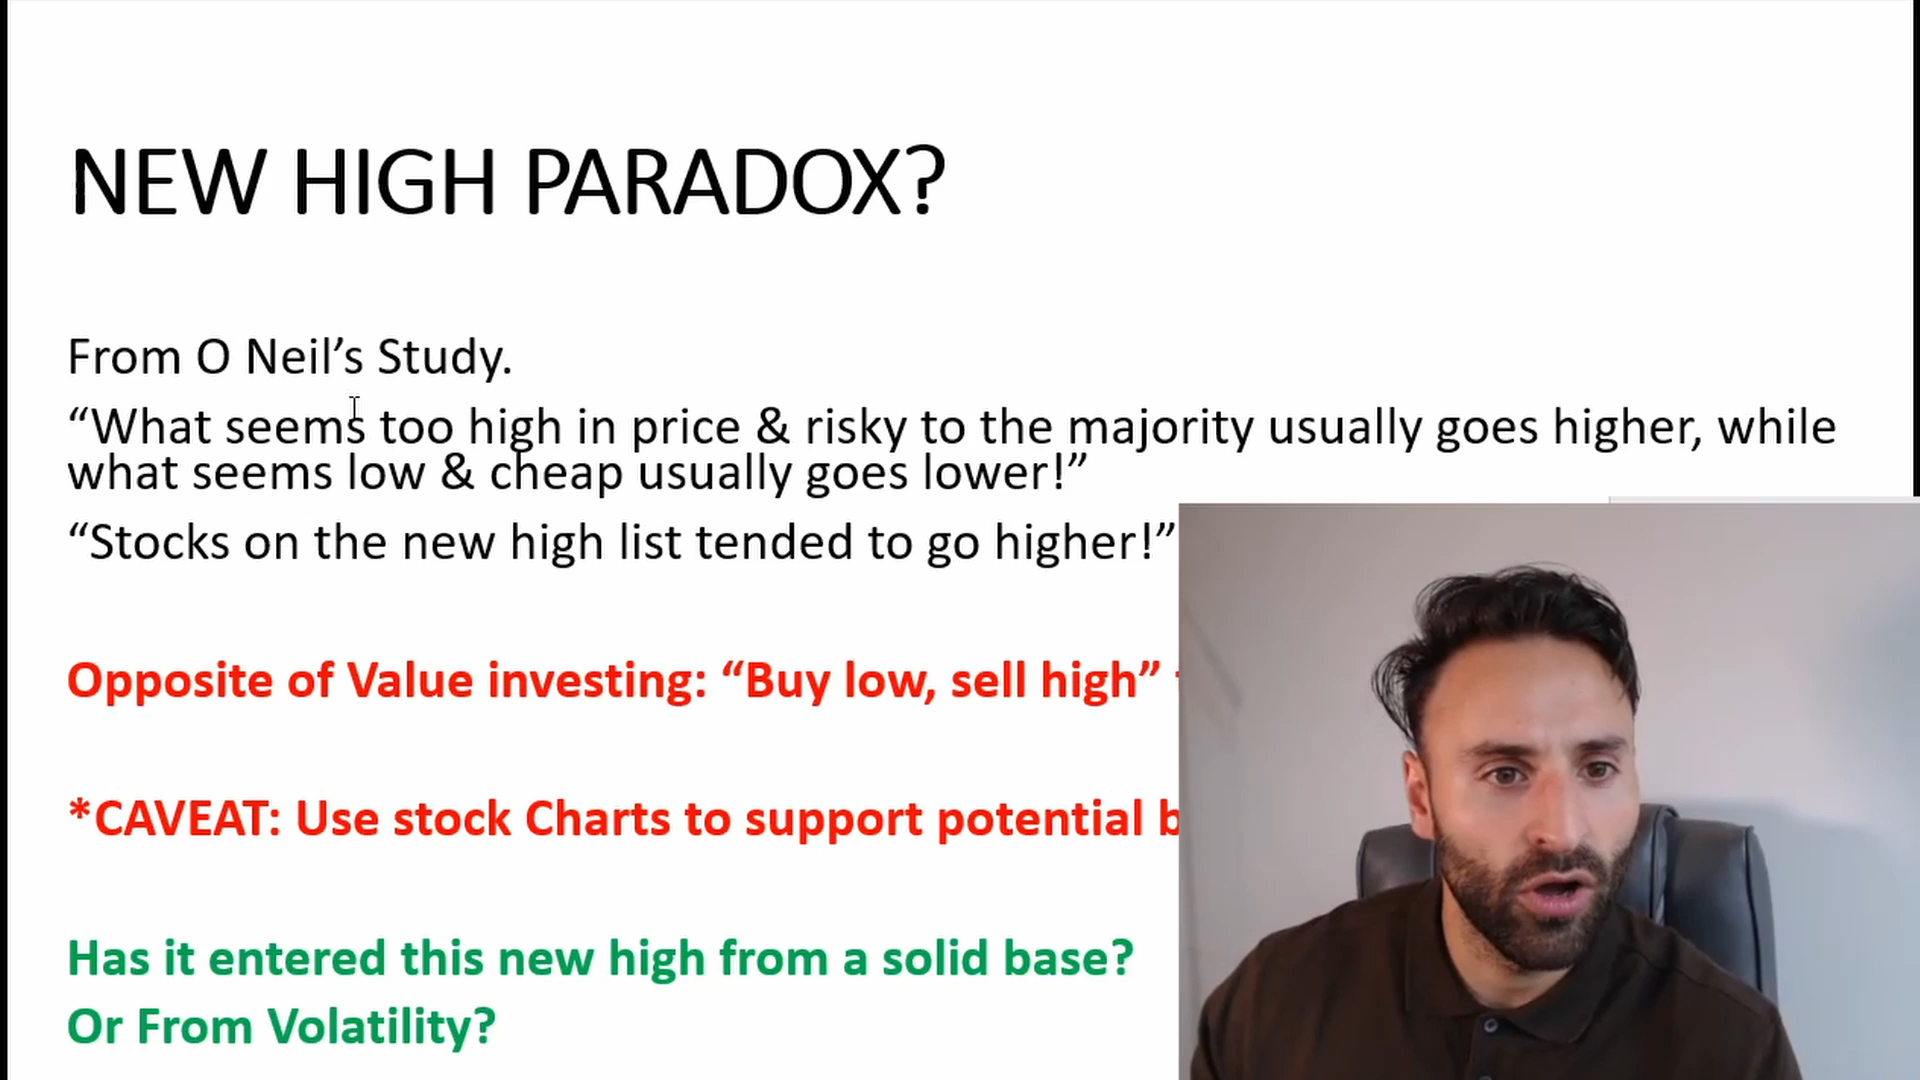 NEW HIGH PARADOX?
From O Neil’s Study.
“What seems too high in price & risky to the majority usually goes higher, while
what seems low & cheap usually goes lower!”
“Stocks on the new high list tended to go higher!”
Opposite of Value investing: “Buy low, sell high”
*CAVEAT: Use stock Charts to support potential
Has it entered this new high from a solid base?
Or From Volatility?